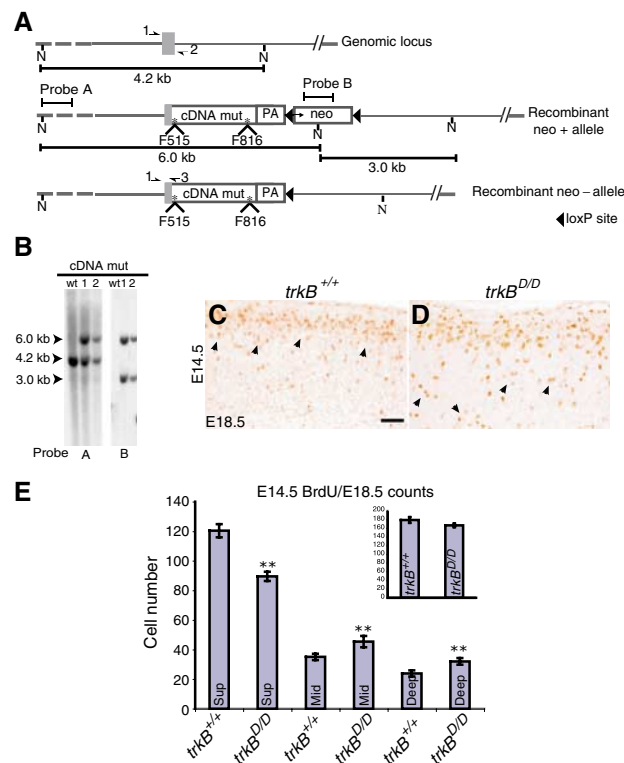 A
1
2
Genomic locus
N
N
4.2 kb
Probe A
Probe B
cDNA mut
PA
neo
Recombinant
neo + allele
N
* *
N
N
F515
F816
6.0 kb
3.0 kb
1
3
cDNA mut
PA
Recombinant neo – allele
N
* *
N
F515
F816
loxP site
B
cDNA mut
wt 1 2
wt 1 2
6.0 kb
4.2 kb
3.0 kb
Probe
A
B
trkB +/+
trkB D/D
C
D
E14.5
E18.5
E
E14.5 BrdU/E18.5 counts
Cell number
140
120
100
80
60
40
20
0
**
**
**
Sup
Sup
Mid
Mid
Deep
Deep
trkB+/+
trkBD/D
trkB+/+
trkBD/D
trkB+/+
trkBD/D
200
180
160
140
120
100
80
60
40
20
0
trkB+/+
trkBD/D